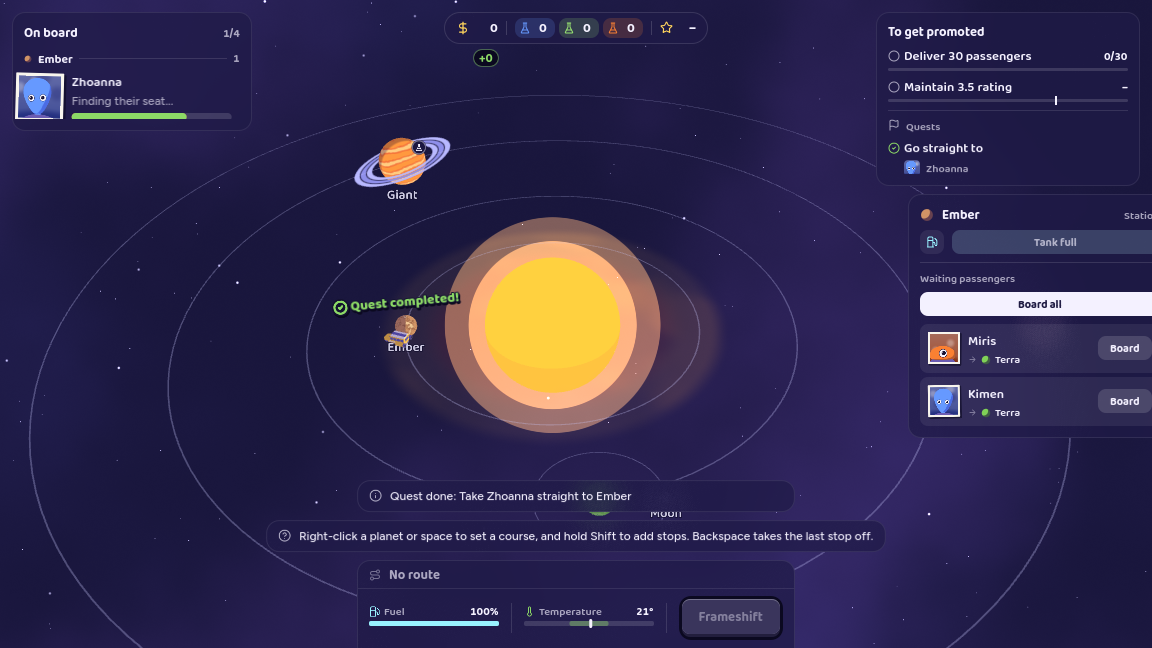 On board
1/4
Ember
1
Zhoanna
Finding their seat...
$ 0
0
0
0
–
+0
To get promoted
Deliver 30 passengers
0/30
Maintain 3.5 rating
–
Quests
Go straight to
Zhoanna
Giant
Quest completed!
Ember
Ember
Tank full
Waiting passengers
Board all
Miris
→ Terra
Board
Kimen
→ Terra
Board
Moon
Quest done: Take Zhoanna straight to Ember
Right-click a planet or space to set a course, and hold Shift to add stops. Backspace takes the last stop off.
No route
Fuel
100%
Temperature
21°
Frameshift